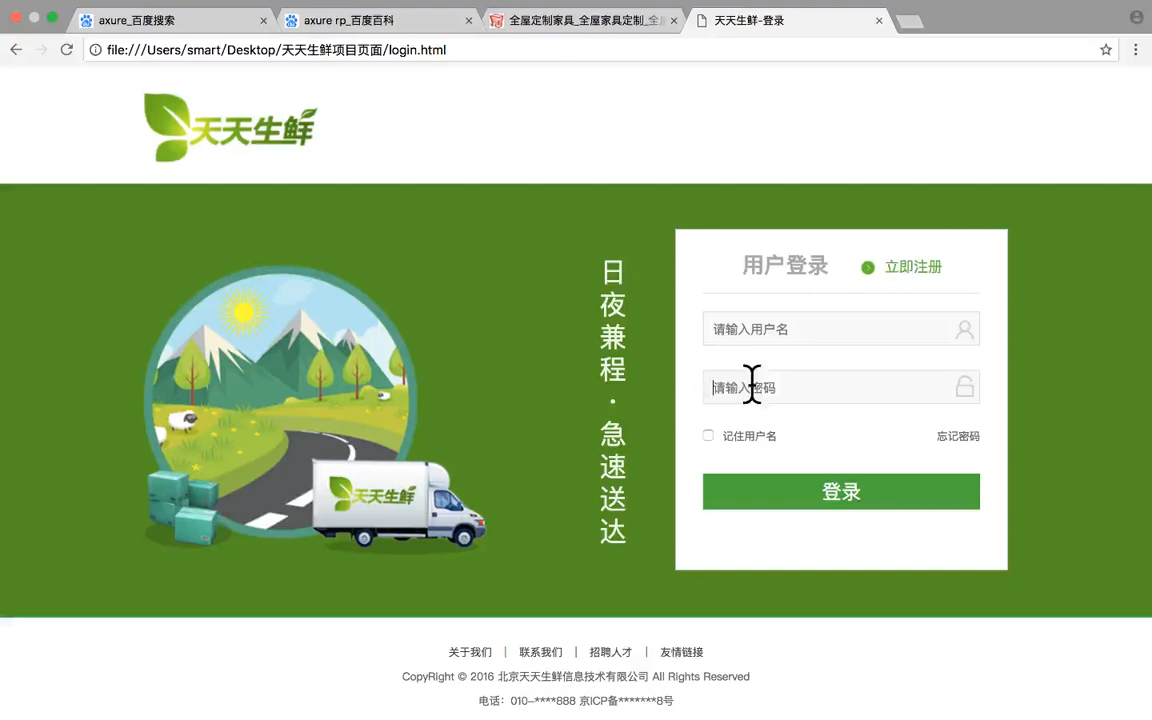 axure_百度搜索
axure rp_百度百科
全屋定制家具_全屋家具定制_全
天天生鲜-登录
file:///Users/smart/Desktop/天天生鲜项目页面/login.html
天天生鲜
日夜兼程·急速送达
天天生鲜
用户登录
立即注册
请输入用户名
请输入密码
记住用户名
忘记密码
登录
关于我们 | 联系我们 | 招聘人才 | 友情链接
CopyRight © 2016 北京天天生鲜信息技术有限公司 All Rights Reserved
电话：010-****888 京ICP备*******8号